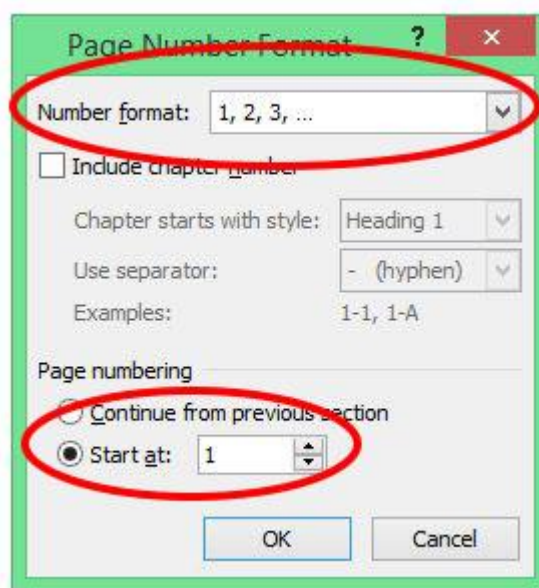 Page Number Format ? ×
Number format: 1, 2, 3, ...
Include chapter number
Chapter starts with style: Heading 1
Use separator: - (hyphen)
Examples: 1-1, 1-A
Page numbering
Continue from previous section
Start at: 1
OK Cancel